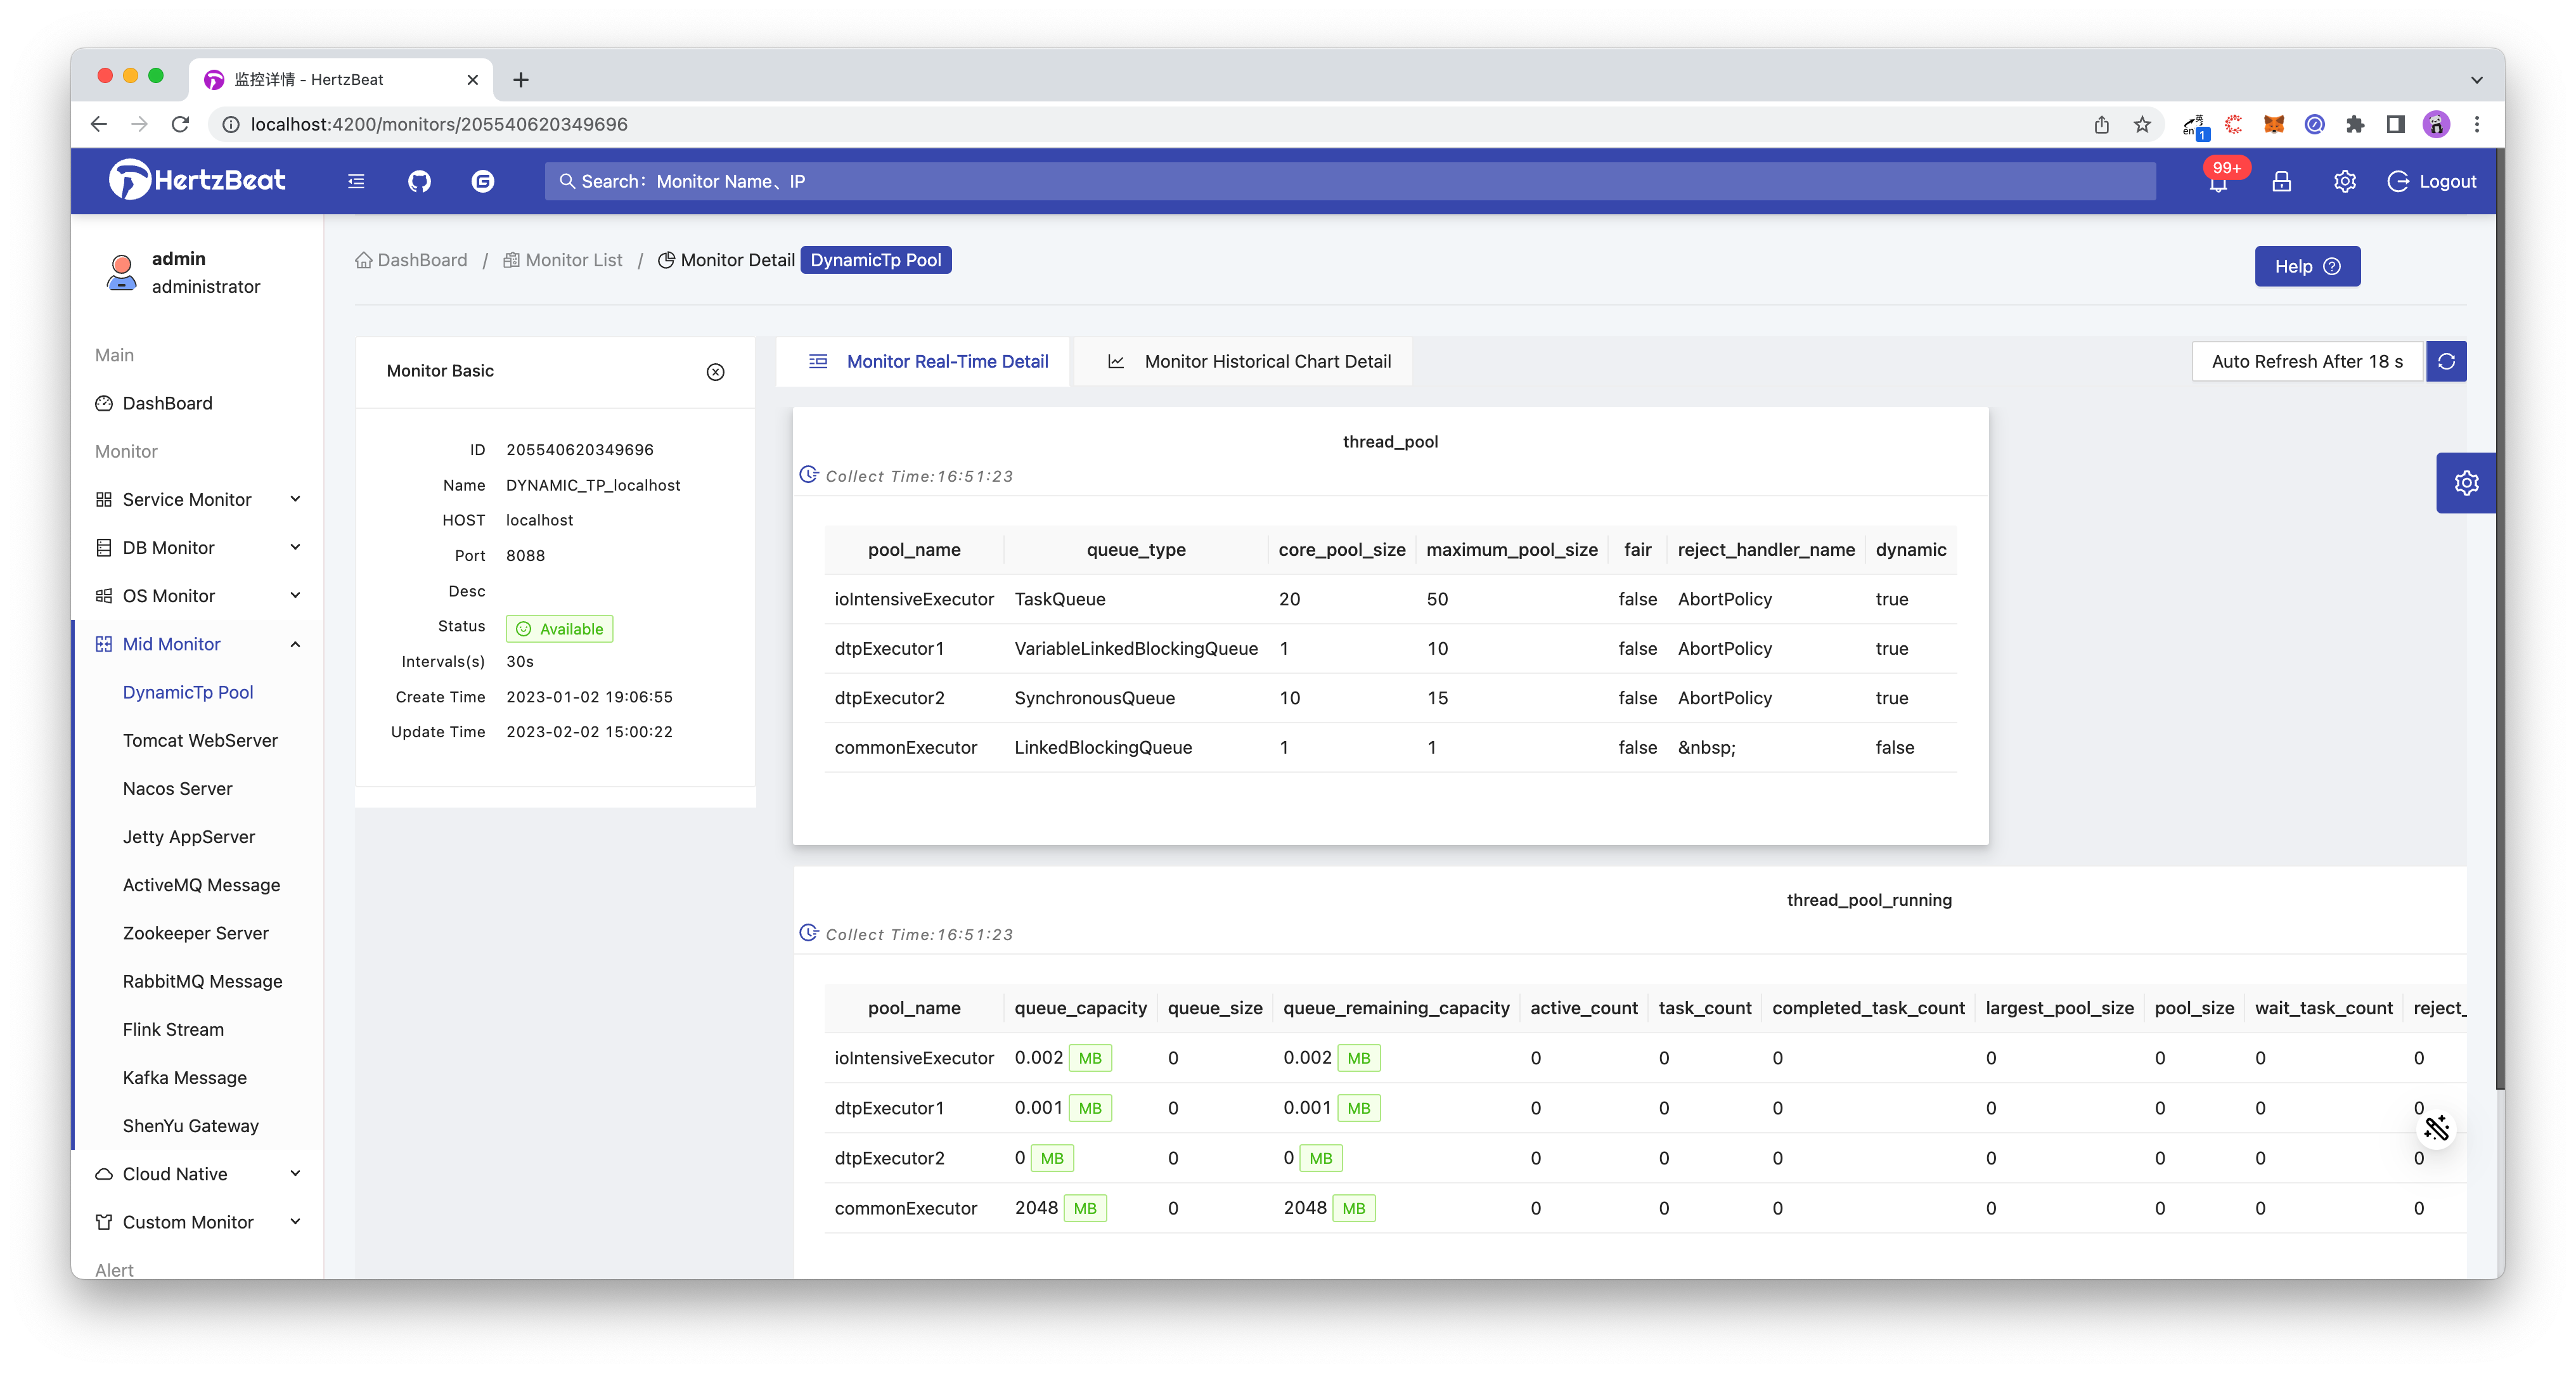 监控详情 - HertzBeat
localhost:4200/monitors/205540620349696
英
en
1
HertzBeat
Search：Monitor Name、IP
99+
Logout
admin
administrator
DashBoard / Monitor List / Monitor Detail DynamicTp Pool
Help
Main
DashBoard
Monitor
Service Monitor
DB Monitor
OS Monitor
Mid Monitor
DynamicTp Pool
Tomcat WebServer
Nacos Server
Jetty AppServer
ActiveMQ Message
Zookeeper Server
RabbitMQ Message
Flink Stream
Kafka Message
ShenYu Gateway
Cloud Native
Custom Monitor
Alert
Monitor Basic
ID 205540620349696
Name DYNAMIC_TP_localhost
HOST localhost
Port 8088
Desc
Status Available
Intervals(s) 30s
Create Time 2023-01-02 19:06:55
Update Time 2023-02-02 15:00:22
Monitor Real-Time Detail
Monitor Historical Chart Detail
Auto Refresh After 18 s
thread_pool
Collect Time:16:51:23
pool_name queue_type core_pool_size maximum_pool_size fair reject_handler_name dynamic
ioIntensiveExecutor TaskQueue 20 50 false AbortPolicy true
dtpExecutor1 VariableLinkedBlockingQueue 1 10 false AbortPolicy true
dtpExecutor2 SynchronousQueue 10 15 false AbortPolicy true
commonExecutor LinkedBlockingQueue 1 1 false &nbsp; false
thread_pool_running
Collect Time:16:51:23
pool_name queue_capacity queue_size queue_remaining_capacity active_count task_count completed_task_count largest_pool_size pool_size wait_task_count reject_
ioIntensiveExecutor 0.002 MB 0 0.002 MB 0 0 0 0 0 0 0
dtpExecutor1 0.001 MB 0 0.001 MB 0 0 0 0 0 0 0
dtpExecutor2 0 MB 0 0 MB 0 0 0 0 0 0 0
commonExecutor 2048 MB 0 2048 MB 0 0 0 0 0 0 0